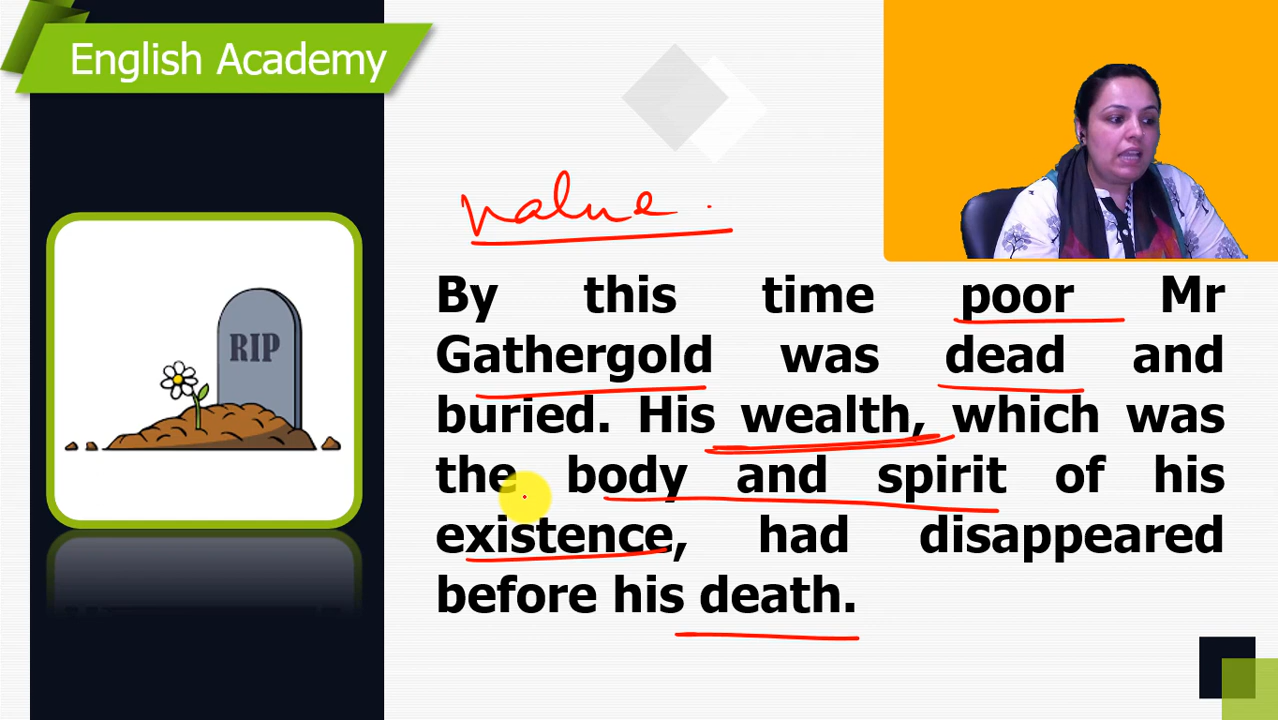 English Academy
value.
RIP
By this time poor Mr
Gathergold was dead and
buried. His wealth, which was
the body and spirit of his
existence, had disappeared
before his death.